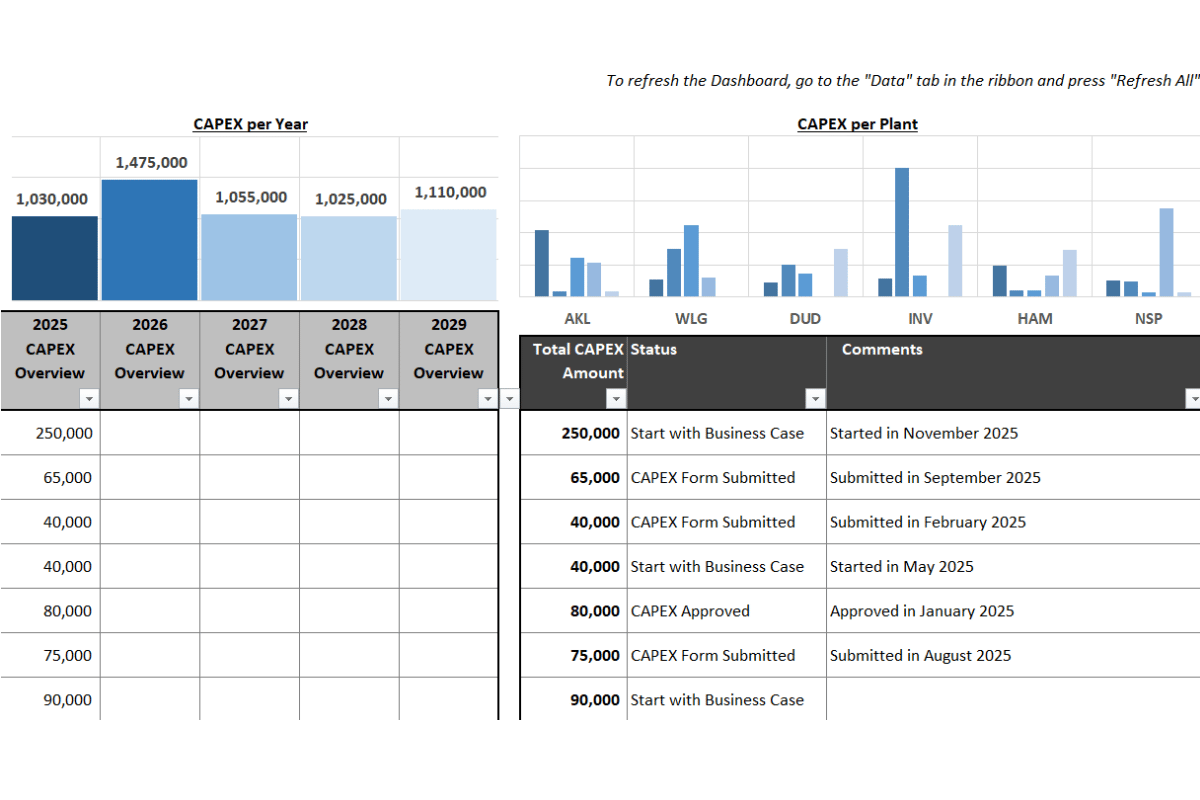 To refresh the Dashboard, go to the "Data" tab in the ribbon and press "Refresh All"
CAPEX per Year
CAPEX per Plant
1,475,000
1,030,000 1,055,000 1,025,000 1,110,000
AKL WLG DUD INV HAM NSP
2025 2026 2027 2028 2029
CAPEX CAPEX CAPEX CAPEX CAPEX Total CAPEX Status Comments
Overview Overview Overview Overview Overview Amount
250,000 250,000 Start with Business Case Started in November 2025
65,000 65,000 CAPEX Form Submitted Submitted in September 2025
40,000 40,000 CAPEX Form Submitted Submitted in February 2025
40,000 40,000 Start with Business Case Started in May 2025
80,000 80,000 CAPEX Approved Approved in January 2025
75,000 75,000 CAPEX Form Submitted Submitted in August 2025
90,000 90,000 Start with Business Case